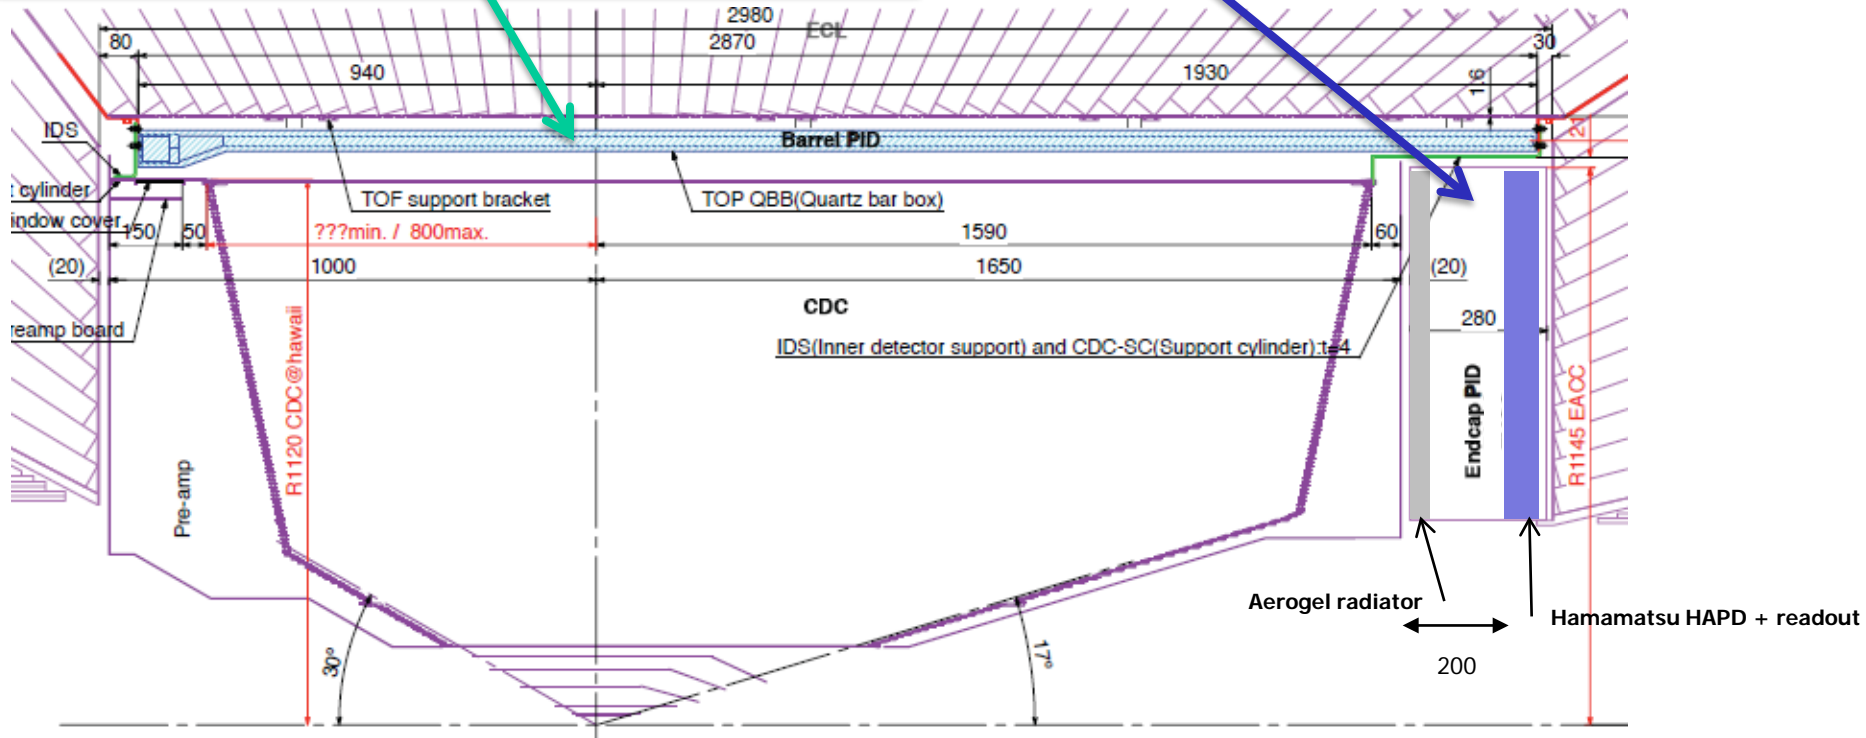 2980
ECL
80
2870
30
940
1930
16
IDS
Barrel PID
21
t cylinder
TOF support bracket
TOP QBB(Quartz bar box)
indow cover
150
50
???min. / 800max.
1590
60
(20)
1000
1650
(20)
CDC
280
reamp board
IDS(Inner detector support) and CDC-SC(Support cylinder):t=4
R1120 CDC@hawaii
Endcap PID
R1145 EACC
Pre-amp
Aerogel radiator
Hamamatsu HAPD + readout
200
30°
17°